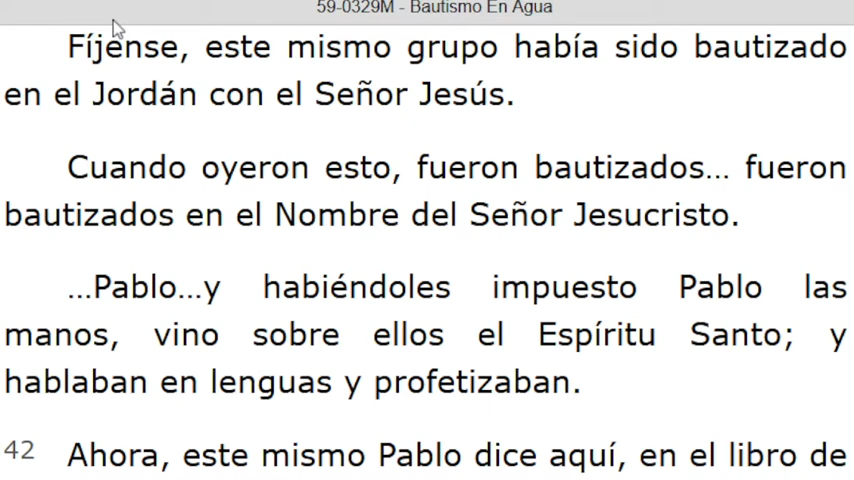 59-0329M - Bautismo En Agua
Fíjense, este mismo grupo había sido bautizado
en el Jordán con el Señor Jesús.
Cuando oyeron esto, fueron bautizados... fueron
bautizados en el Nombre del Señor Jesucristo.
...Pablo...y habiéndoles impuesto Pablo las
manos, vino sobre ellos el Espíritu Santo; y
hablaban en lenguas y profetizaban.
42 Ahora, este mismo Pablo dice aquí, en el libro de